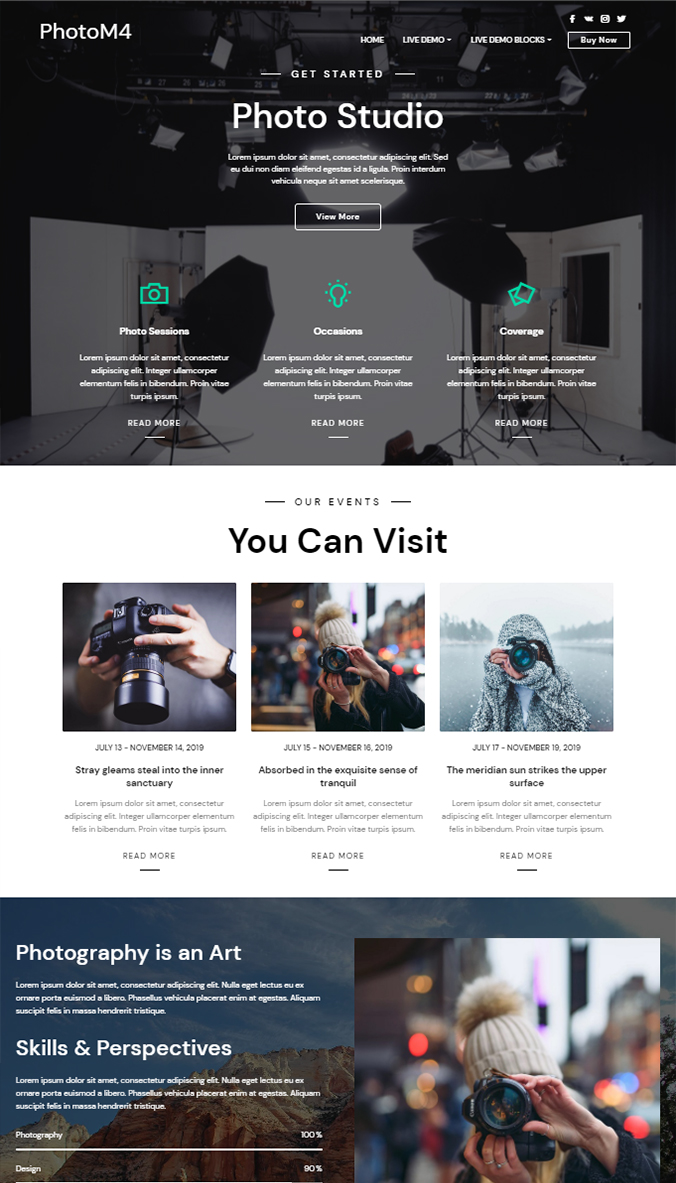 PhotoM4
HOME LIVE DEMO LIVE DEMO BLOCKS Buy Now
GET STARTED
Photo Studio
Lorem ipsum dolor sit amet, consectetur adipiscing elit. Sed
eu dui non diam eleifend egestas id a ligula. Proin interdum
vehicula neque sit amet scelerisque.
View More
Photo Sessions
Lorem ipsum dolor sit amet, consectetur
adipiscing elit. Integer ullamcorper
elementum felis in bibendum. Proin vitae
turpis ipsum.
READ MORE
Occasions
Lorem ipsum dolor sit amet, consectetur
adipiscing elit. Integer ullamcorper
elementum felis in bibendum. Proin vitae
turpis ipsum.
READ MORE
Coverage
Lorem ipsum dolor sit amet, consectetur
adipiscing elit. Integer ullamcorper
elementum felis in bibendum. Proin vitae
turpis ipsum.
READ MORE
OUR EVENTS
You Can Visit
JULY 13 - NOVEMBER 14, 2019
Stray gleams steal into the inner
sanctuary
Lorem ipsum dolor sit amet, consectetur
adipiscing elit. Integer ullamcorper elementum
felis in bibendum. Proin vitae turpis ipsum.
READ MORE
JULY 15 - NOVEMBER 16, 2019
Absorbed in the exquisite sense of
tranquil
Lorem ipsum dolor sit amet, consectetur
adipiscing elit. Integer ullamcorper elementum
felis in bibendum. Proin vitae turpis ipsum.
READ MORE
JULY 17 - NOVEMBER 19, 2019
The meridian sun strikes the upper
surface
Lorem ipsum dolor sit amet, consectetur
adipiscing elit. Integer ullamcorper elementum
felis in bibendum. Proin vitae turpis ipsum.
READ MORE
Photography is an Art
Lorem ipsum dolor sit amet, consectetur adipiscing elit. Nulla eget lectus eu ex
ornare porta euismod a libero. Phasellus vehicula placerat enim at egestas. Aliquam
suscipit felis in massa hendrerit tristique.
Skills & Perspectives
Lorem ipsum dolor sit amet, consectetur adipiscing elit. Nulla eget lectus eu ex
ornare porta euismod a libero. Phasellus vehicula placerat enim at egestas. Aliquam
suscipit felis in massa hendrerit tristique.
Photography 100%
Design 90%